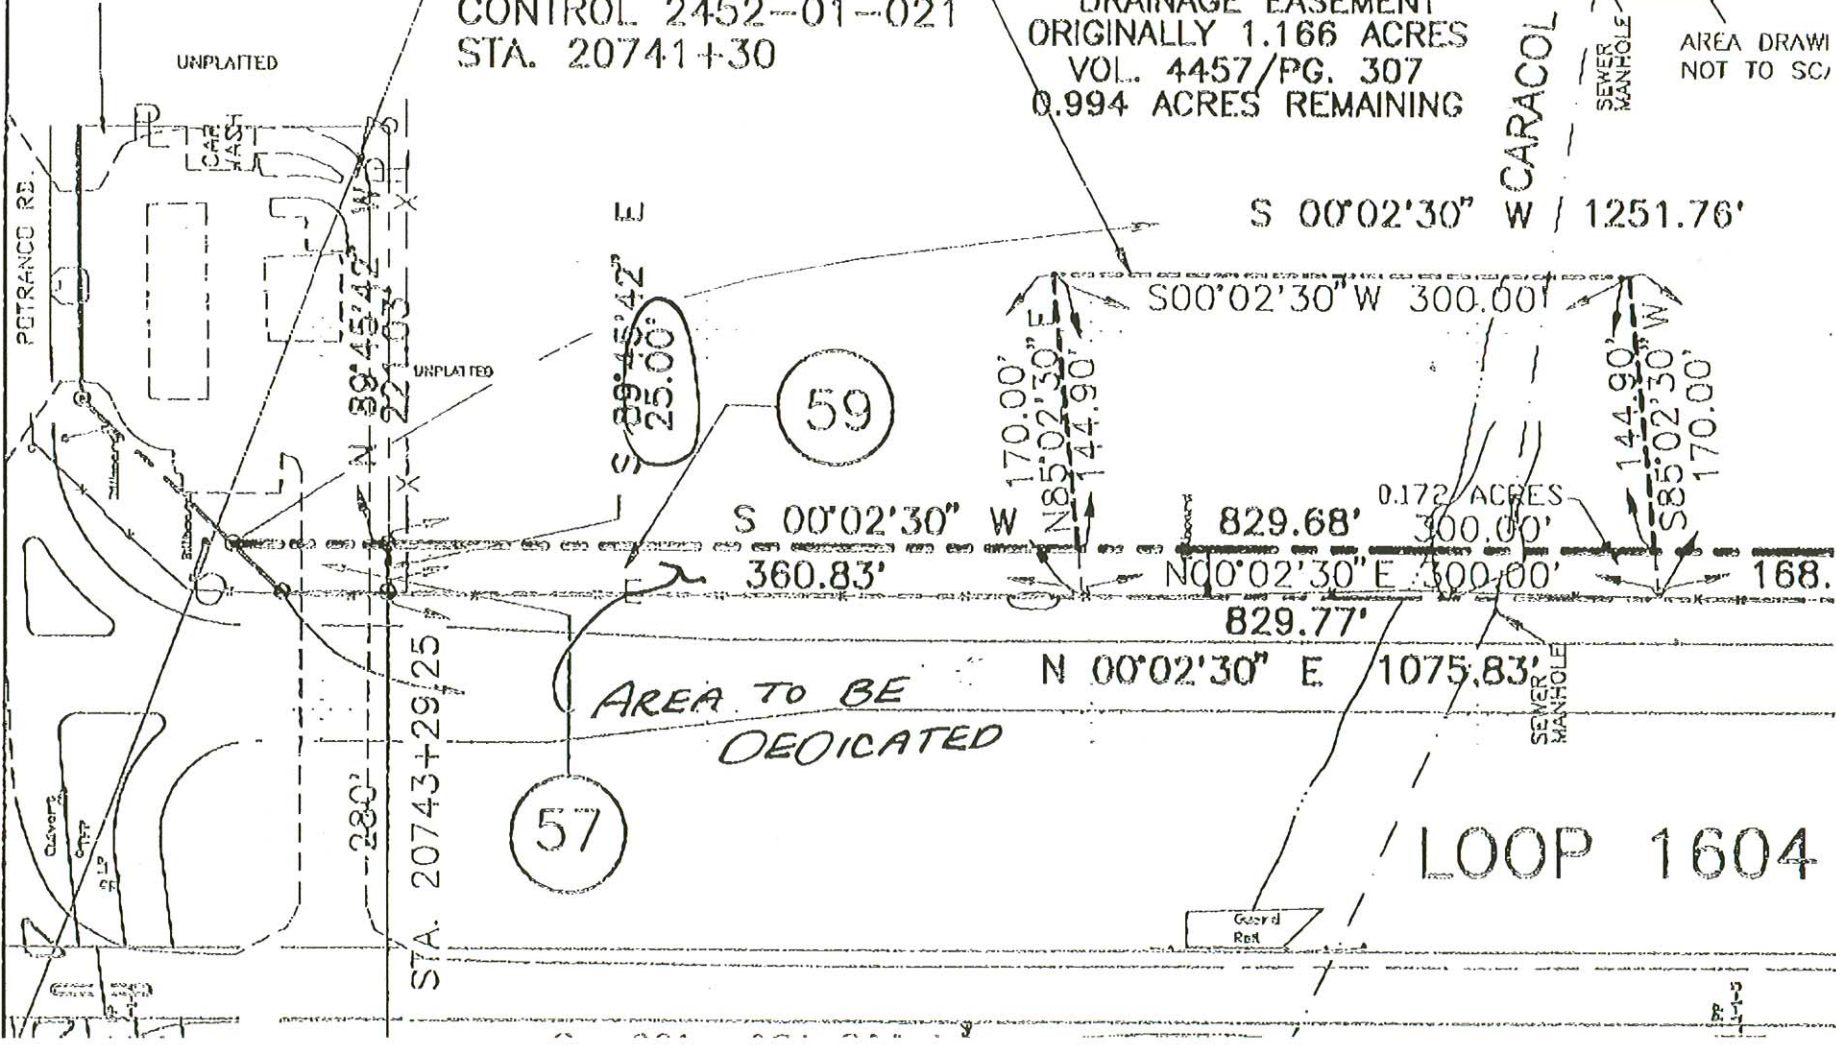 CONTROL 2452-01-021
STA. 20741+30
DRAINAGE EASEMENT
ORIGINALLY 1.166 ACRES
VOL. 4457/PG. 307
0.994 ACRES REMAINING
CARACOL
SEWER
MANHOLE
AREA DRAWI
NOT TO SC
UNPLATTED
CAR
WASH
POTRANCO RD.
N 89°45'42" W
221.03
UNPLATTED
S 89°45'42" E
25.00'
59
S 00°02'30" W 1251.76'
S00°02'30"W 300.00'
170.00'
N85°02'30" E
144.90'
144.90'
S85°02'30" W
170.00'
0.172 ACRES
300.00'
S 00°02'30" W 829.68'
360.83'
N00°02'30"E 300.00'
168.
829.77'
N 00°02'30" E 1075.83'
SEWER
MANHOLE
AREA TO BE
DEDICATED
57
280'
STA. 20743+29.25
LOOP 1604
Culvert
Guard
Rail